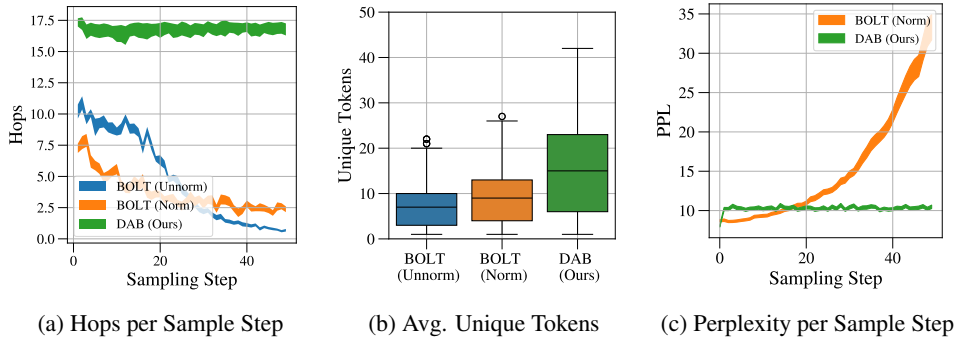 17.5
15.0
12.5
10.0
7.5
5.0
2.5
0.0
Hops
0 20 40
Sampling Step
BOLT (Unnorm)
BOLT (Norm)
DAB (Ours)
(a) Hops per Sample Step
50
40
30
20
10
0
Unique Tokens
BOLT
(Unnorm)
BOLT
(Norm)
DAB
(Ours)
(b) Avg. Unique Tokens
35
30
25
20
15
10
PPL
0 20 40
Sampling Step
BOLT (Norm)
DAB (Ours)
(c) Perplexity per Sample Step